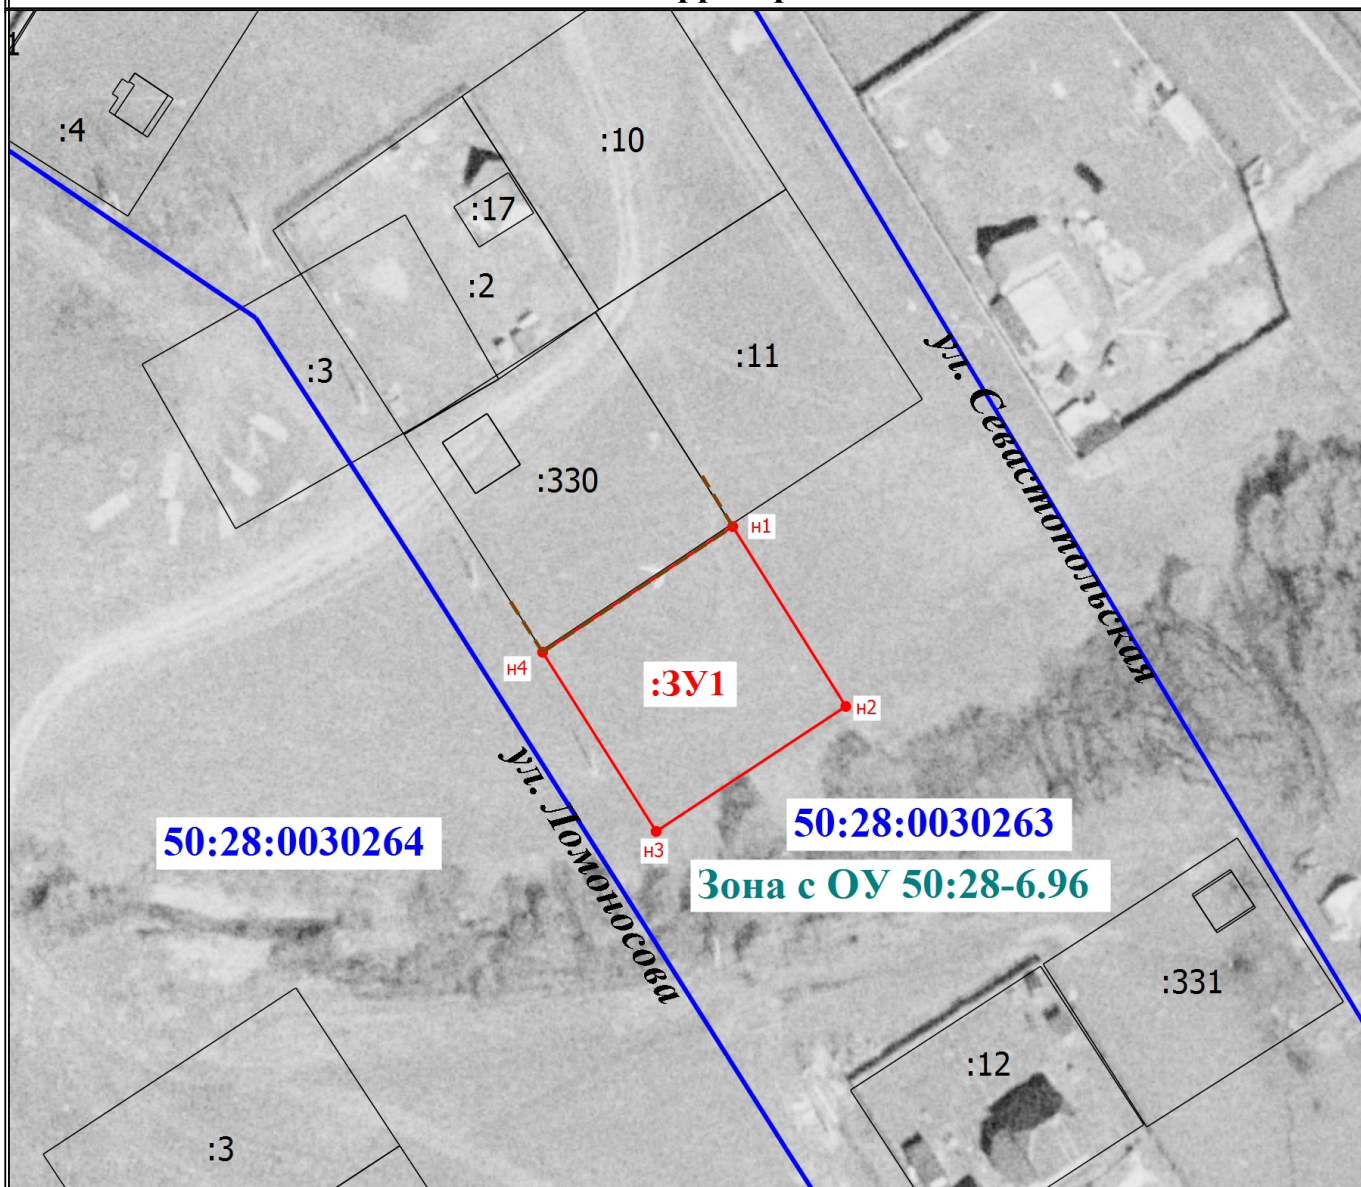 :4
:10
:17
:2
:11
:3
ул. Севастопольская
:330
н1
н4
:ЗУ1
н2
ул. Ломоносова
50:28:0030264
50:28:0030263
н3
Зона с ОУ 50:28-6.96
:331
:12
:3